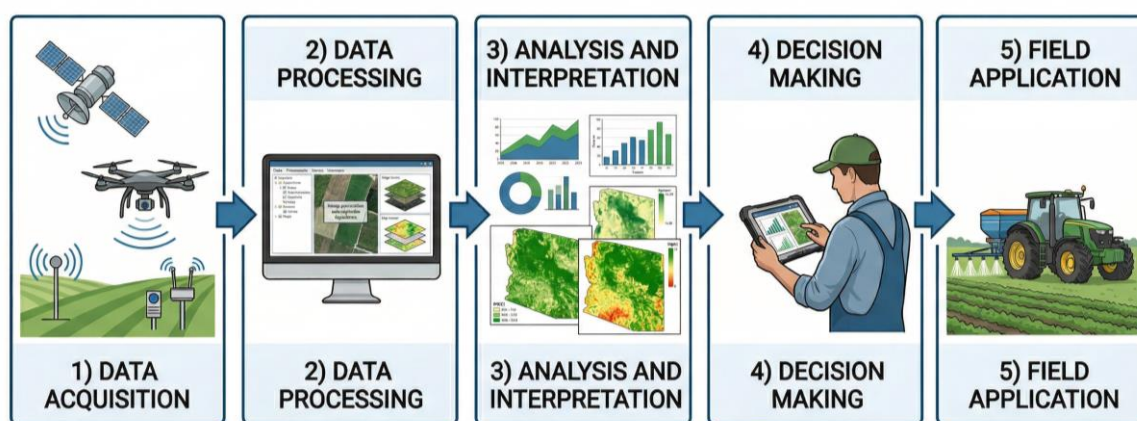 2) DATA
PROCESSING
3) ANALYSIS AND
INTERPRETATION
4) DECISION
MAKING
5) FIELD
APPLICATION
1) DATA
ACQUISITION
2) DATA
PROCESSING
3) ANALYSIS AND
INTERPRETATION
4) DECISION
MAKING
5) FIELD
APPLICATION